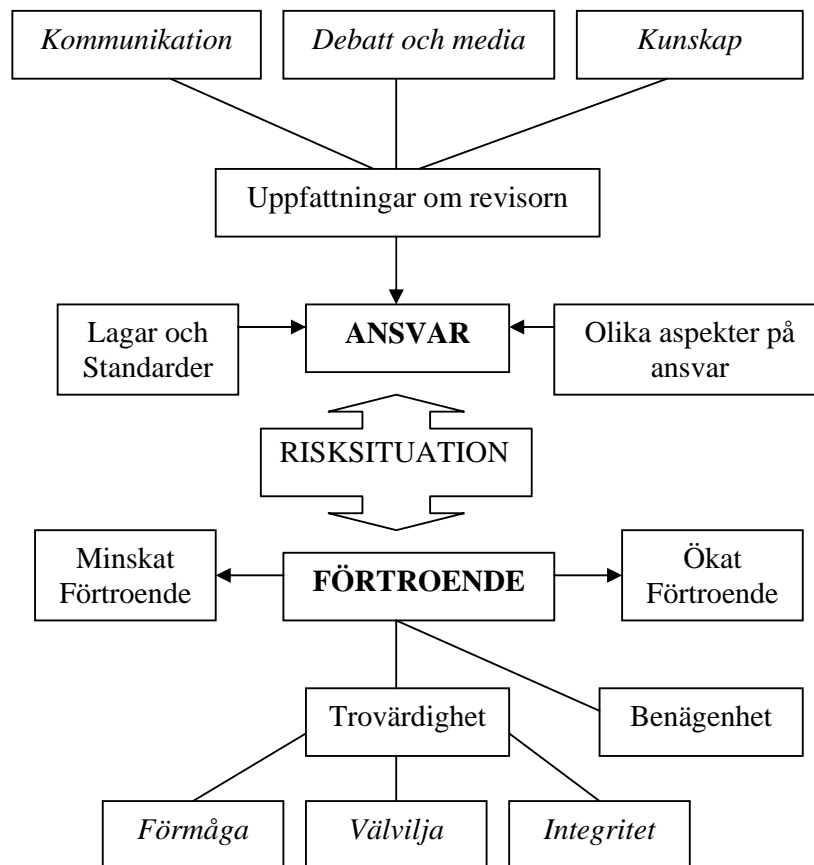 Kommunikation
Debatt och media
Kunskap
Uppfattningar om revisorn
Lagar och
Standarder
ANSVAR
Olika aspekter på
ansvar
RISKSITUATION
Minskat
Förtroende
FÖRTROENDE
Ökat
Förtroende
Trovärdighet
Benägenhet
Förmåga
Välvilja
Integritet